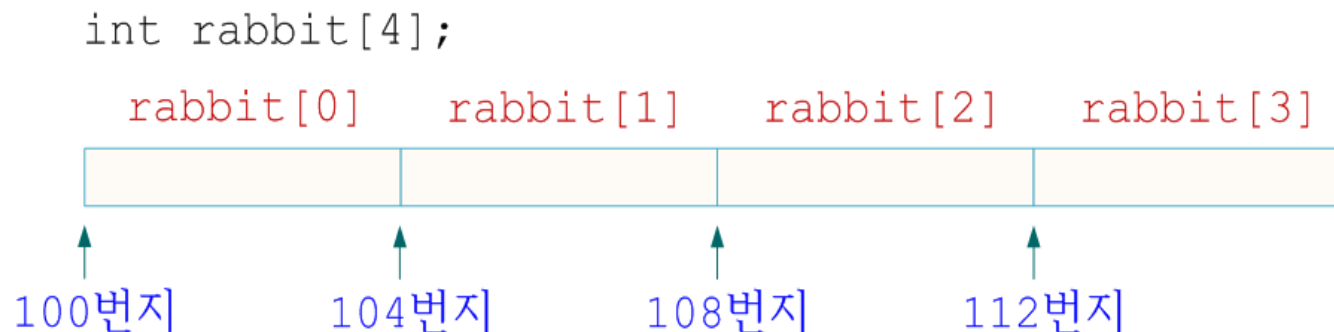 int rabbit[4];
rabbit[0] rabbit[1] rabbit[2] rabbit[3]
100번지 104번지 108번지 112번지